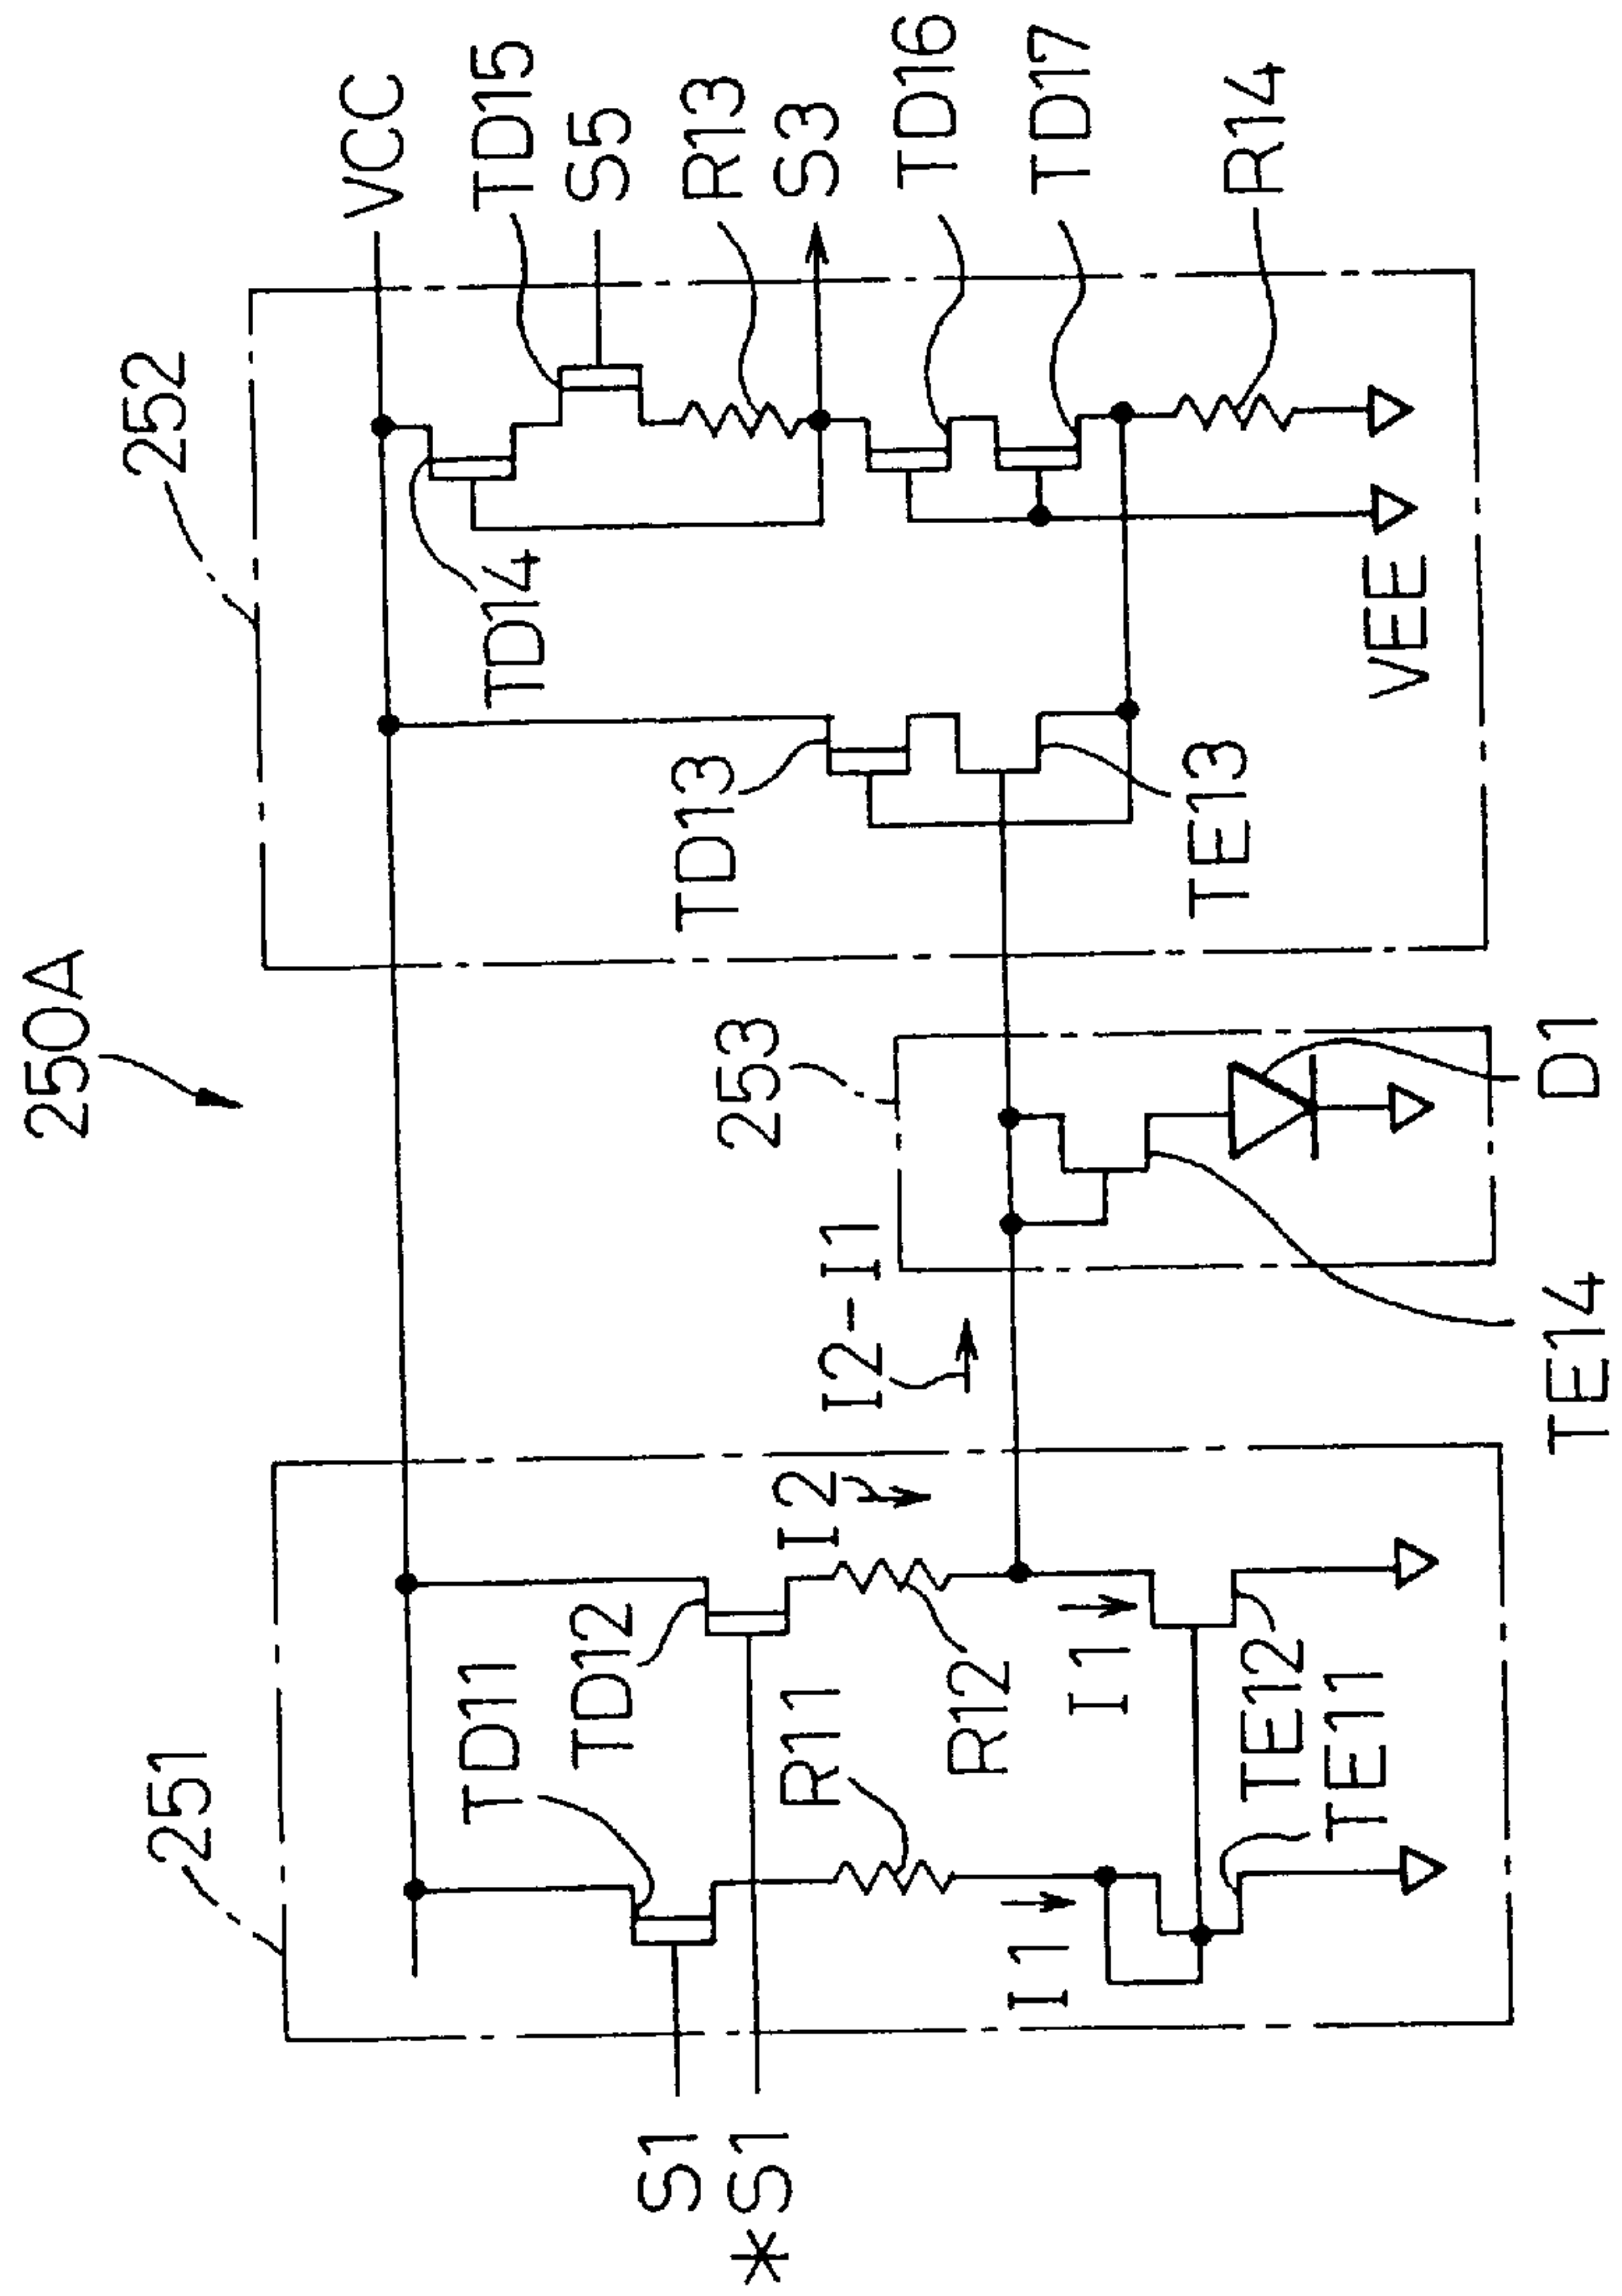 250A
251
252
253
VCC
TD11
TD12
TD14
TD15
S5
R13
S3
TD16
TD17
R14
TD13
TE13
VEE
I2
I2-I1
R11
R12
I1
I1
TE12
TE11
TE14
D1
S1
*S1